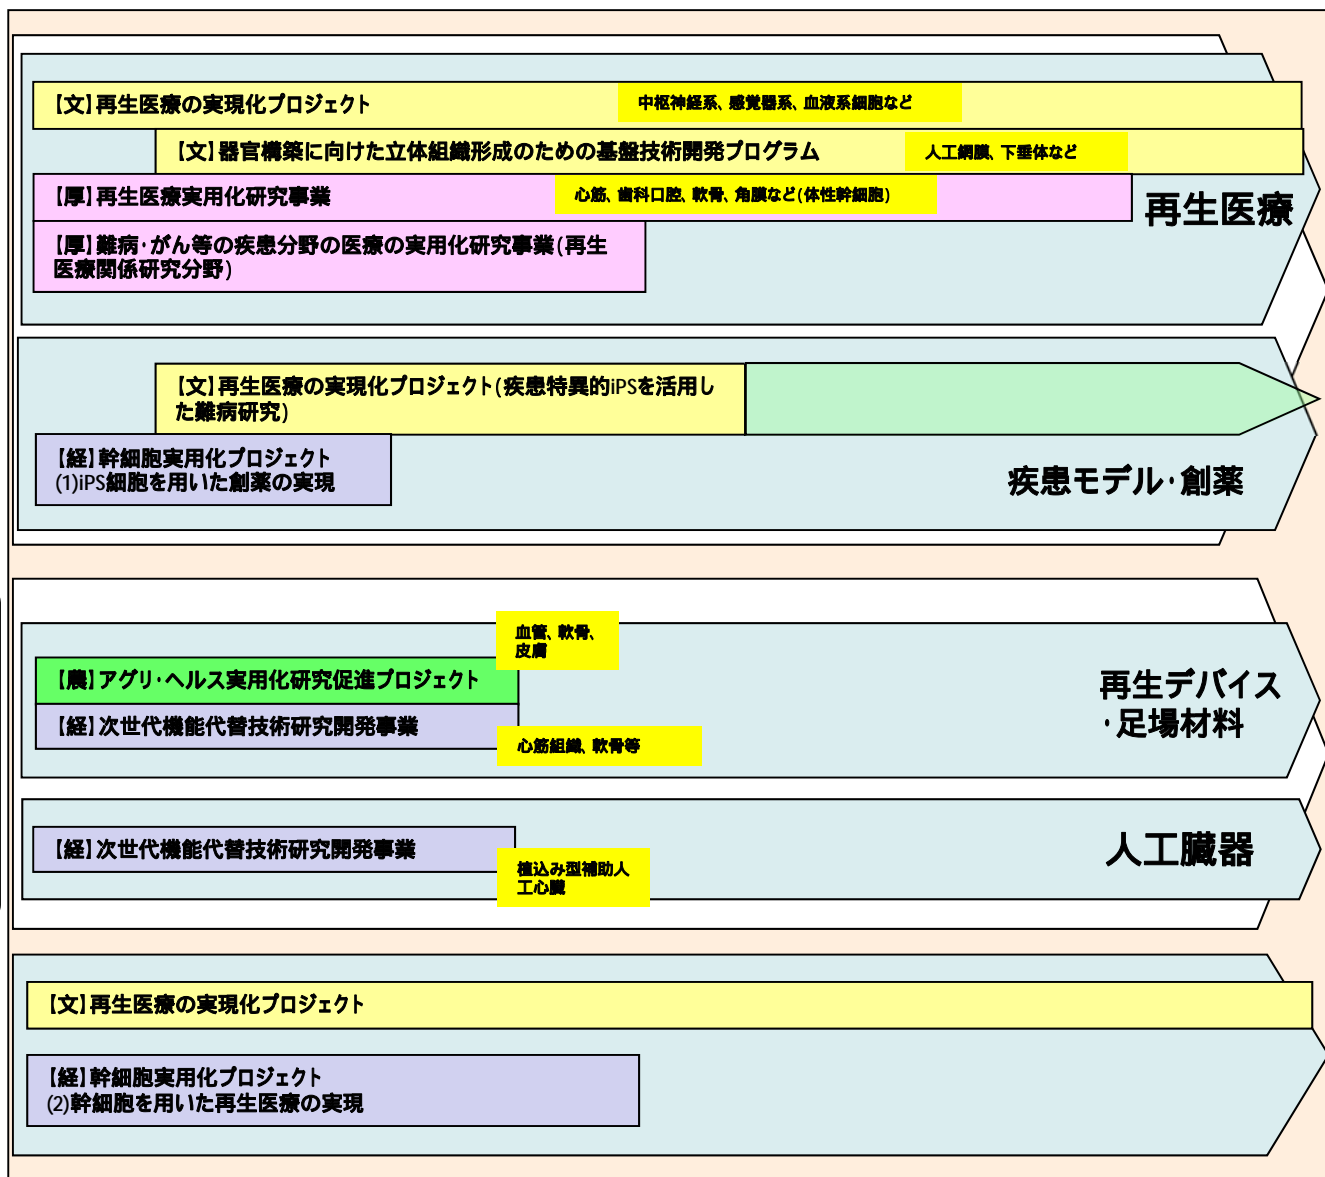 【文】再生医療の実現化プロジェクト
中枢神経系、感覚器系、血液系細胞など
【文】器官構築に向けた立体組織形成のための基盤技術開発プログラム
人工網膜、下垂体など
【厚】再生医療実用化研究事業
心筋、歯科口腔、軟骨、角膜など(体性幹細胞)
再生医療
【厚】難病・がん等の疾患分野の医療の実用化研究事業(再生
医療関係研究分野)
【文】再生医療の実現化プロジェクト(疾患特異的iPSを活用し
た難病研究)
【経】幹細胞実用化プロジェクト
(1)iPS細胞を用いた創薬の実現
疾患モデル・創薬
血管、軟骨、
皮膚
【農】アグリ・ヘルス実用化研究促進プロジェクト
【経】次世代機能代替技術研究開発事業
心筋組織、軟骨等
再生デバイス
・足場材料
【経】次世代機能代替技術研究開発事業
植込み型補助人
工心臓
人工臓器
【文】再生医療の実現化プロジェクト
【経】幹細胞実用化プロジェクト
(2)幹細胞を用いた再生医療の実現